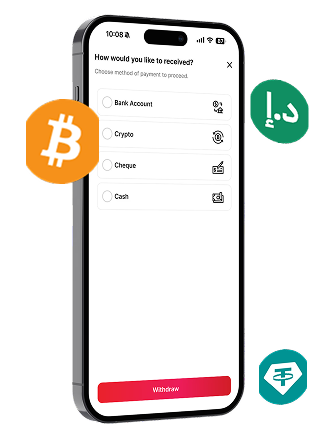 10:08
67
How would you like to received?
Choose method of payment to proceed.
Bank Account
Crypto
Cheque
Cash
Withdraw
د.إ